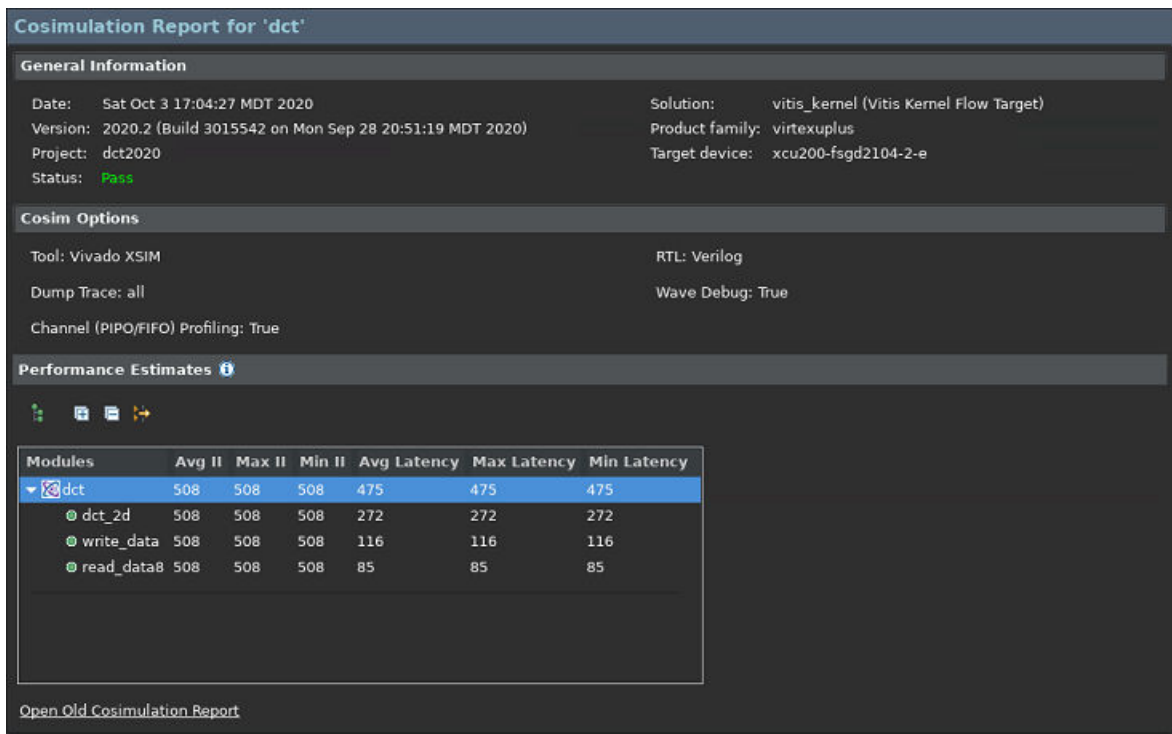 Cosimulation Report for 'dct'
General Information
Date: Sat Oct 3 17:04:27 MDT 2020 Solution: vitis_kernel (Vitis Kernel Flow Target)
Version: 2020.2 (Build 3015542 on Mon Sep 28 20:51:19 MDT 2020) Product family: virtexuplus
Project: dct2020 Target device: xcu200-fsgd2104-2-e
Status: Pass
Cosim Options
Tool: Vivado XSIM RTL: Verilog
Dump Trace: all Wave Debug: True
Channel (PIPO/FIFO) Profiling: True
Performance Estimates
Modules Avg II Max II Min II Avg Latency Max Latency Min Latency
dct 508 508 508 475 475 475
dct_2d 508 508 508 272 272 272
write_data 508 508 508 116 116 116
read_data8 508 508 508 85 85 85
Open Old Cosimulation Report